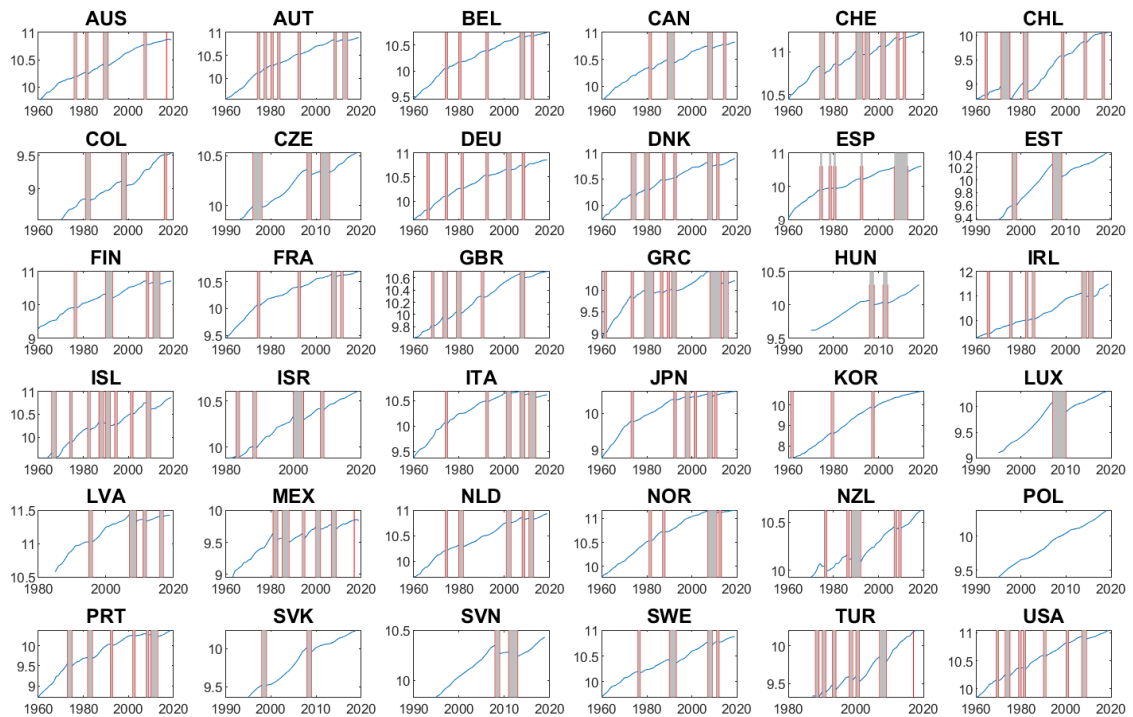 AUS AUT BEL CAN CHE CHL
11 10.5 10
1960 1980 2000 2020
11 10.5 10
1960 1980 2000 2020
10.5 10 9.5
1960 1980 2000 2020
11 10.5 10
1960 1980 2000 2020
11 10.5
1960 1980 2000 2020
10 9.5 9
1960 1980 2000 2020
COL CZE DEU DNK ESP EST
9.5 9
1960 1980 2000 2020
10.5 10
1990 2000 2010 2020
11 10.5 10
1960 1980 2000 2020
11 10.5 10
1960 1980 2000 2020
11 10 9
1960 1980 2000 2020
10.4 10.2 10 9.8 9.6 9.4
1990 2000 2010 2020
FIN FRA GBR GRC HUN IRL
11 10 9
1960 1980 2000 2020
10.5 10 9.5
1960 1980 2000 2020
10.6 10.4 10.2 10 9.8 9.6
1960 1980 2000 2020
10 9.5 9
1960 1980 2000 2020
10.5 10 9.5
1990 2000 2010 2020
12 11 10
1960 1980 2000 2020
ISL ISR ITA JPN KOR LUX
10.5 10
1960 1980 2000 2020
10.5 10
1980 1990 2000 2010 2020
10.5 10 9.5
1960 1980 2000 2020
10 9
1960 1980 2000 2020
10 9 8
1960 1980 2000 2020
10 9.5 9
1990 2000 2010 2020
LVA MEX NLD NOR NZL POL
11.5 11 10.5
1980 2000 2020
10 9.5 9
1960 1980 2000 2020
11 10.5 10
1960 1980 2000 2020
11 10.5 10
1960 1980 2000 2020
10.5 10
1960 1980 2000 2020
10 9.5
1990 2000 2010 2020
PRT SVK SVN SWE TUR USA
10 9.5 9
1960 1980 2000 2020
10 9.5
1990 2000 2010 2020
10.5 10
1990 2000 2010 2020
11 10.5 10
1960 1980 2000 2020
10 9.5
1980 1990 2000 2010 2020
11 10.5 10
1960 1980 2000 2020